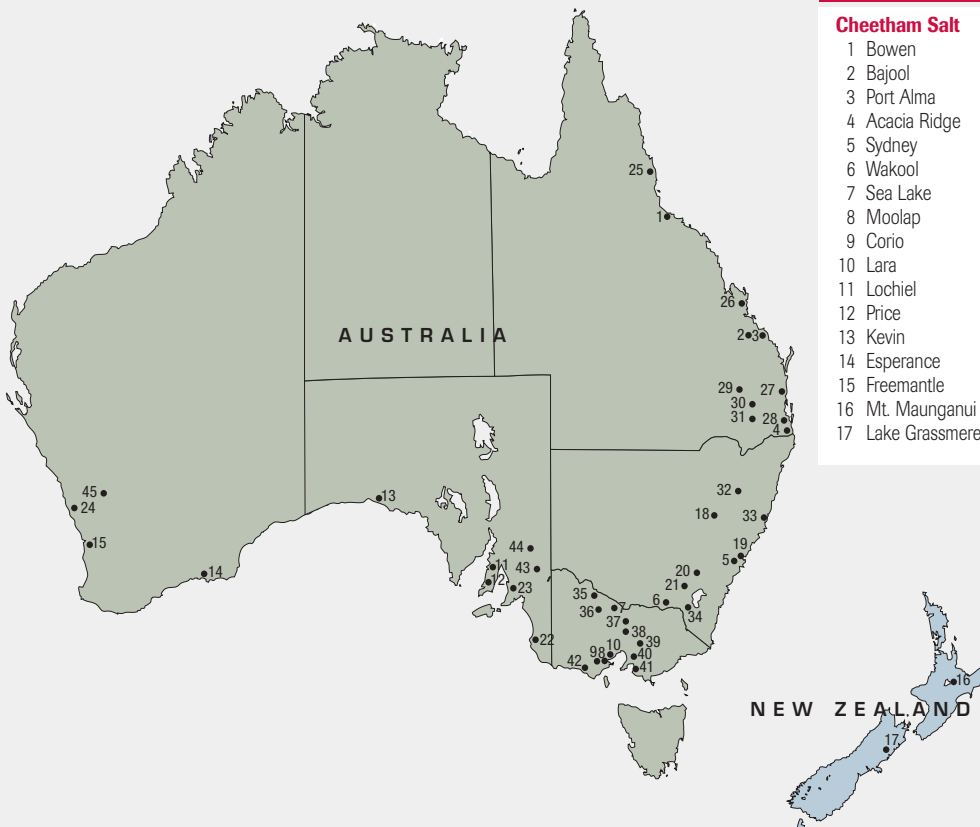 Cheetham Salt
1 Bowen
2 Bajool
3 Port Alma
4 Acacia Ridge
5 Sydney
6 Wakool
7 Sea Lake
8 Moolap
9 Corio
10 Lara
11 Lochiel
12 Price
13 Kevin
14 Esperance
15 Freemantle
16 Mt. Maunganui
17 Lake Grassmere
25
1
26
AUSTRALIA
2 3
29 27
30
31 28
4
45 13 32
24 18 33
15 44 19
14 11 43 5
12 23 20
21
35 6
36 7 34
37
38
22 39
10 40
42 9 8 41
16
NEW ZEALAND
17